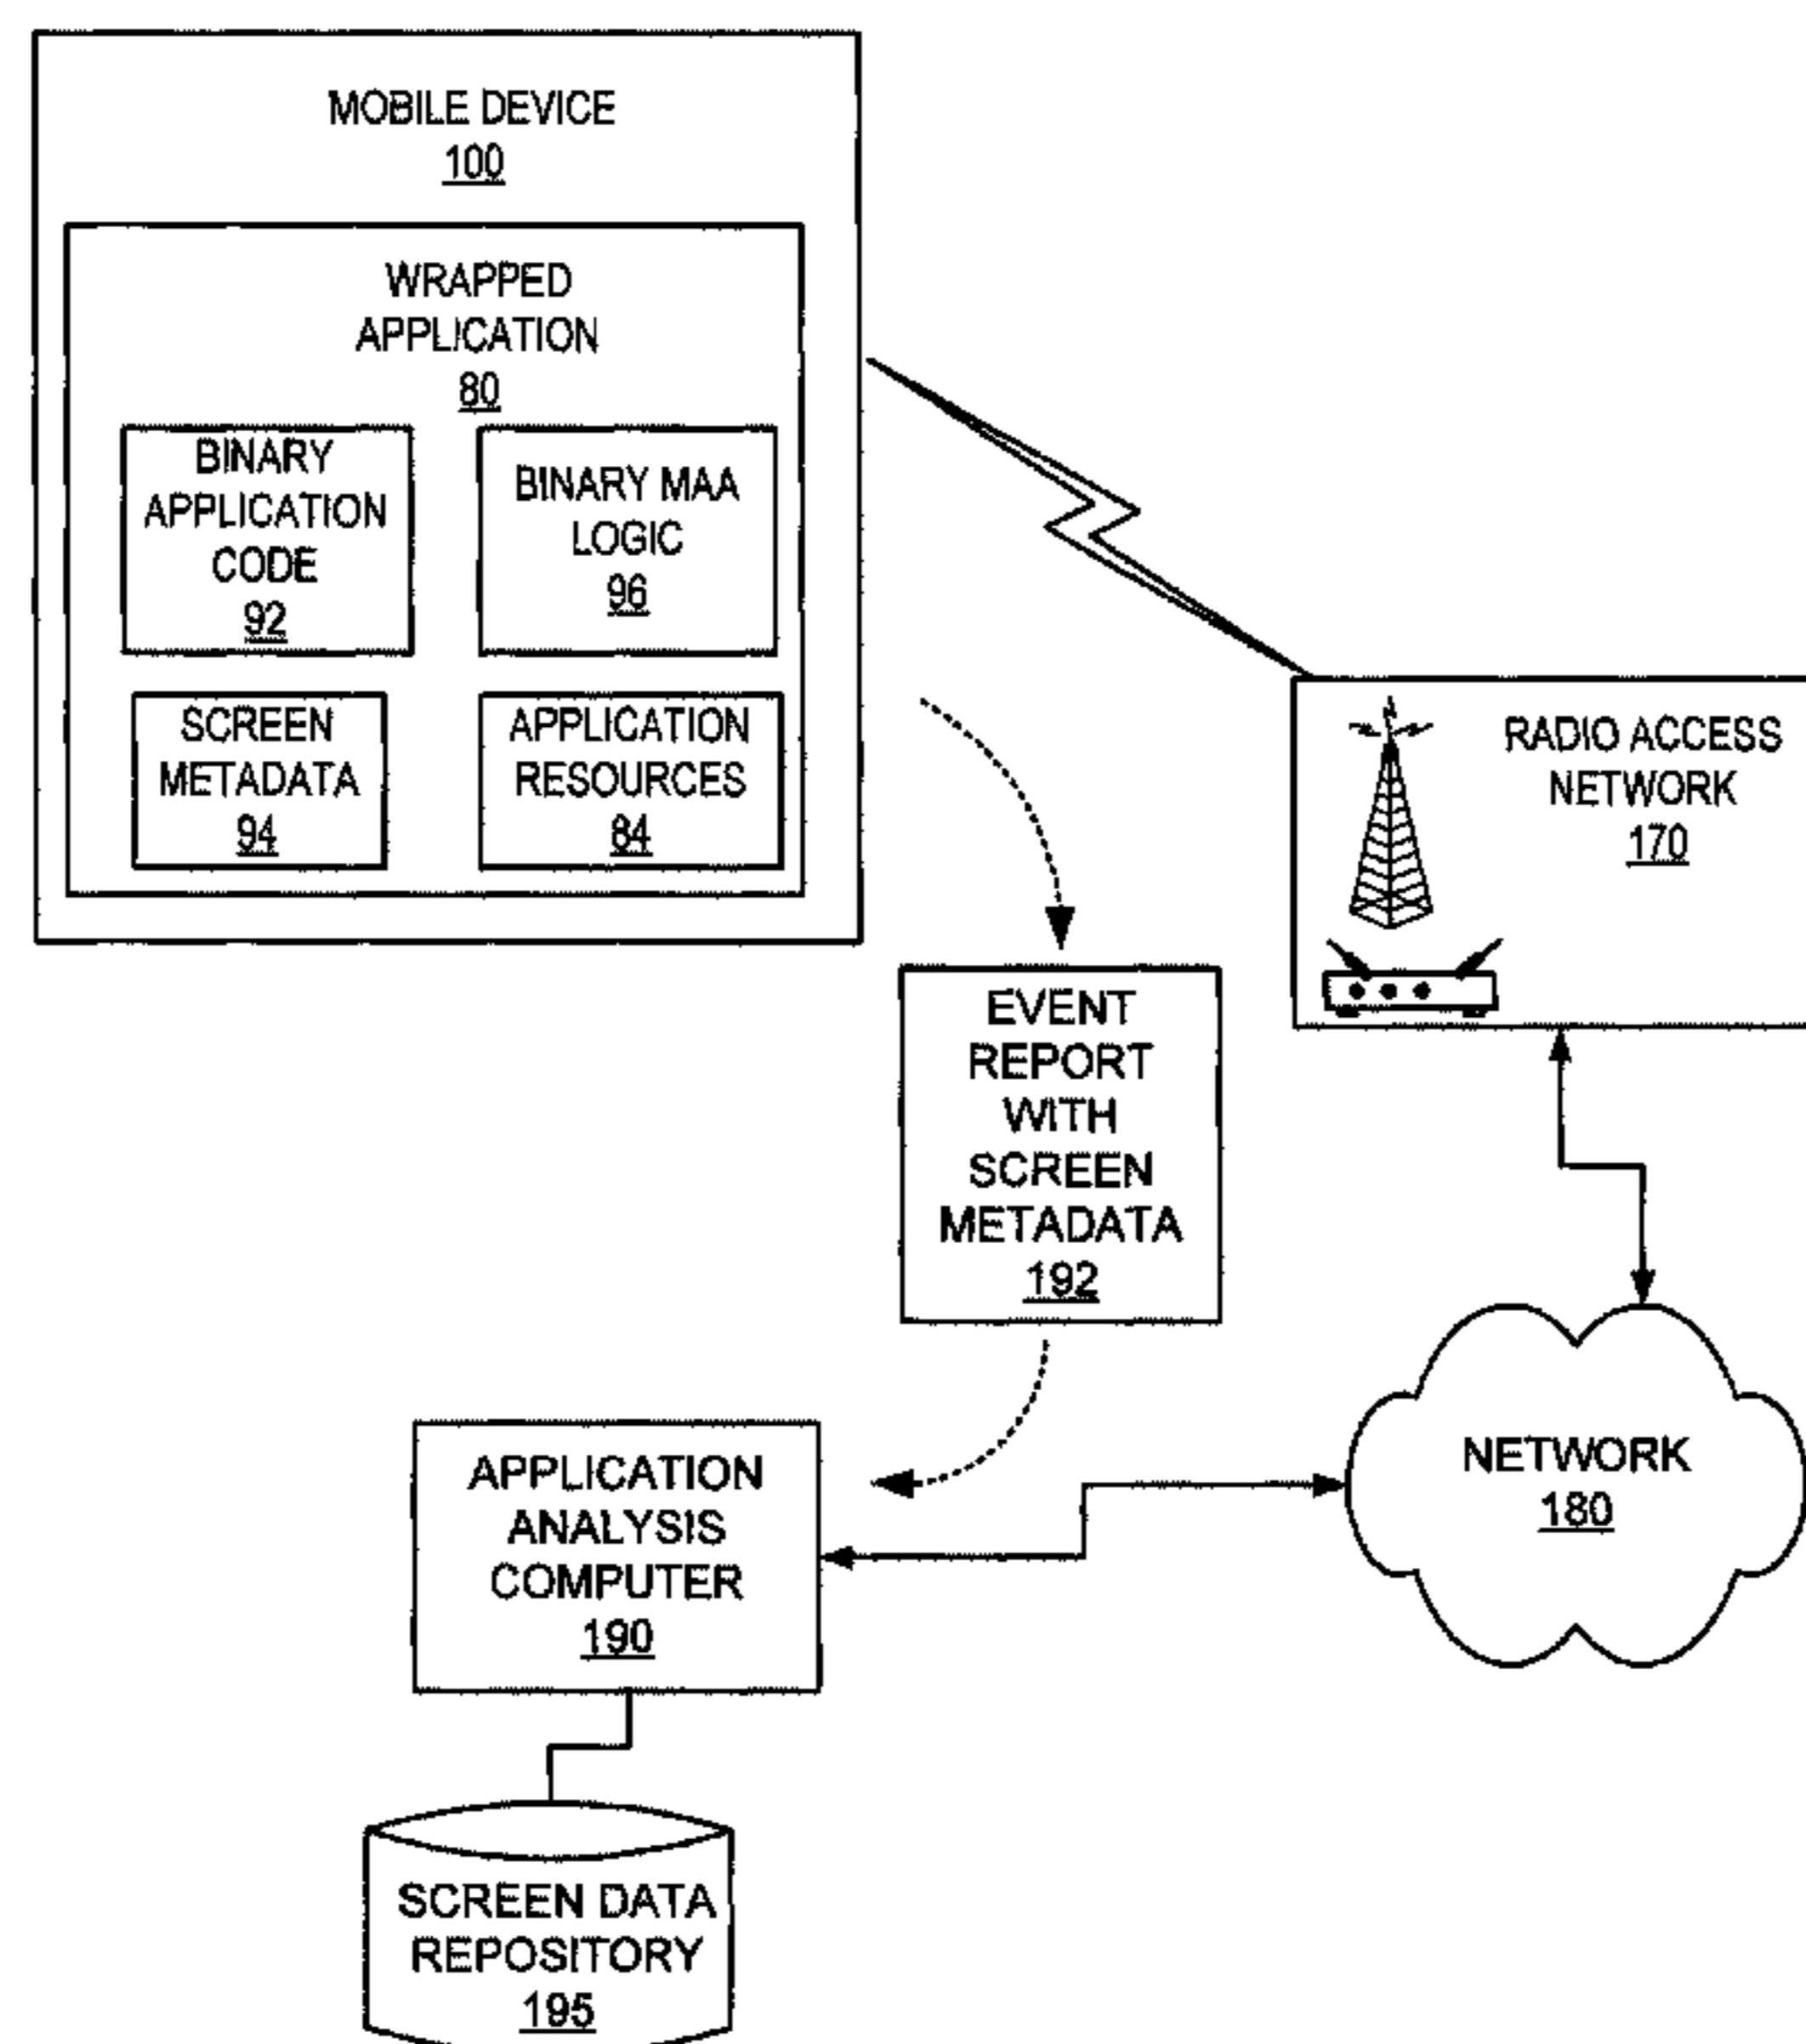 MOBILE DEVICE
100
WRAPPED
APPLICATION
80
BINARY
APPLICATION
CODE
92
BINARY MAA
LOGIC
96
SCREEN
METADATA
94
APPLICATION
RESOURCES
84
RADIO ACCESS
NETWORK
170
EVENT
REPORT
WITH
SCREEN
METADATA
192
NETWORK
180
APPLICATION
ANALYSIS
COMPUTER
190
SCREEN DATA
REPOSITORY
195